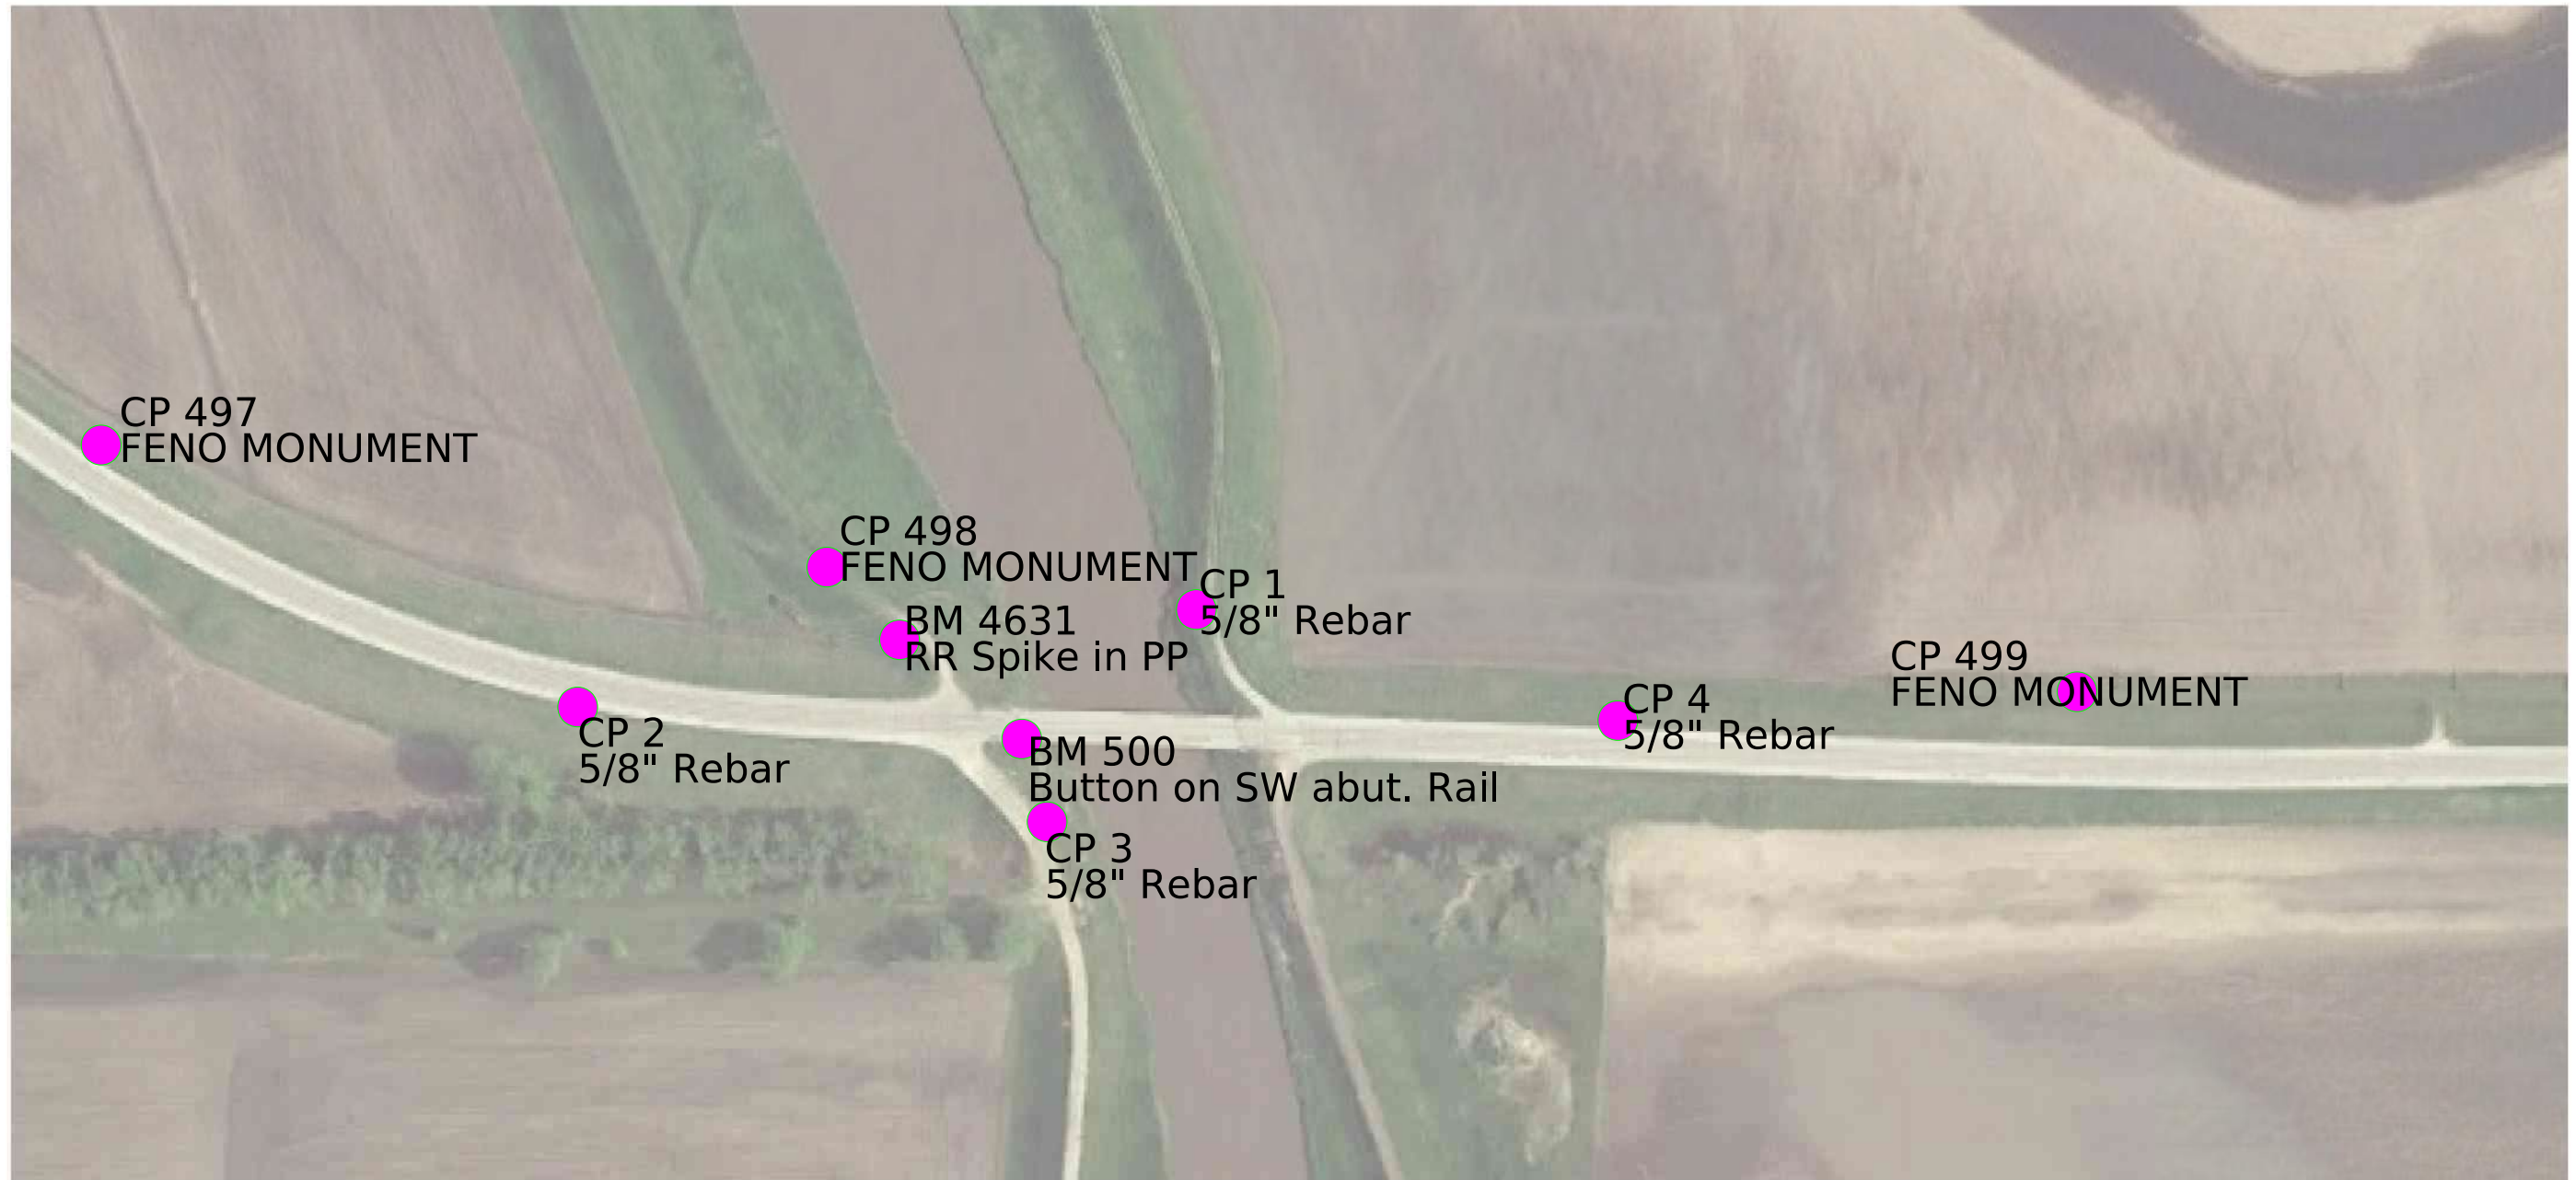 CP 497
FENO MONUMENT
CP 498
FENO MONUMENT
CP 1
5/8" Rebar
BM 4631
RR Spike in PP
CP 499
FENO MONUMENT
CP 4
5/8" Rebar
CP 2
5/8" Rebar
BM 500
Button on SW abut. Rail
CP 3
5/8" Rebar